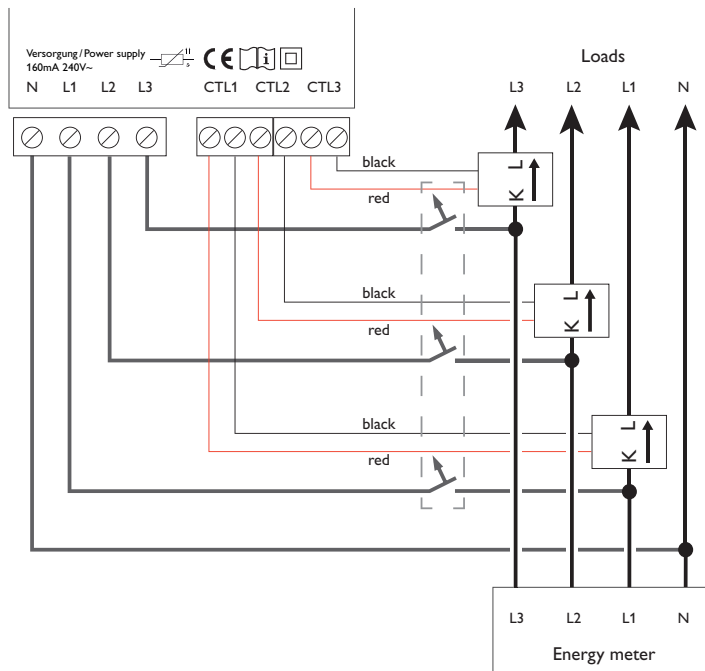 Versorgung/Power supply
160mA 240V~
II
s
CE
i
N L1 L2 L3 CTL1 CTL2 CTL3
Loads
L3 L2 L1 N
black
red
K L
black
red
K L
black
red
K L
L3 L2 L1 N
Energy meter